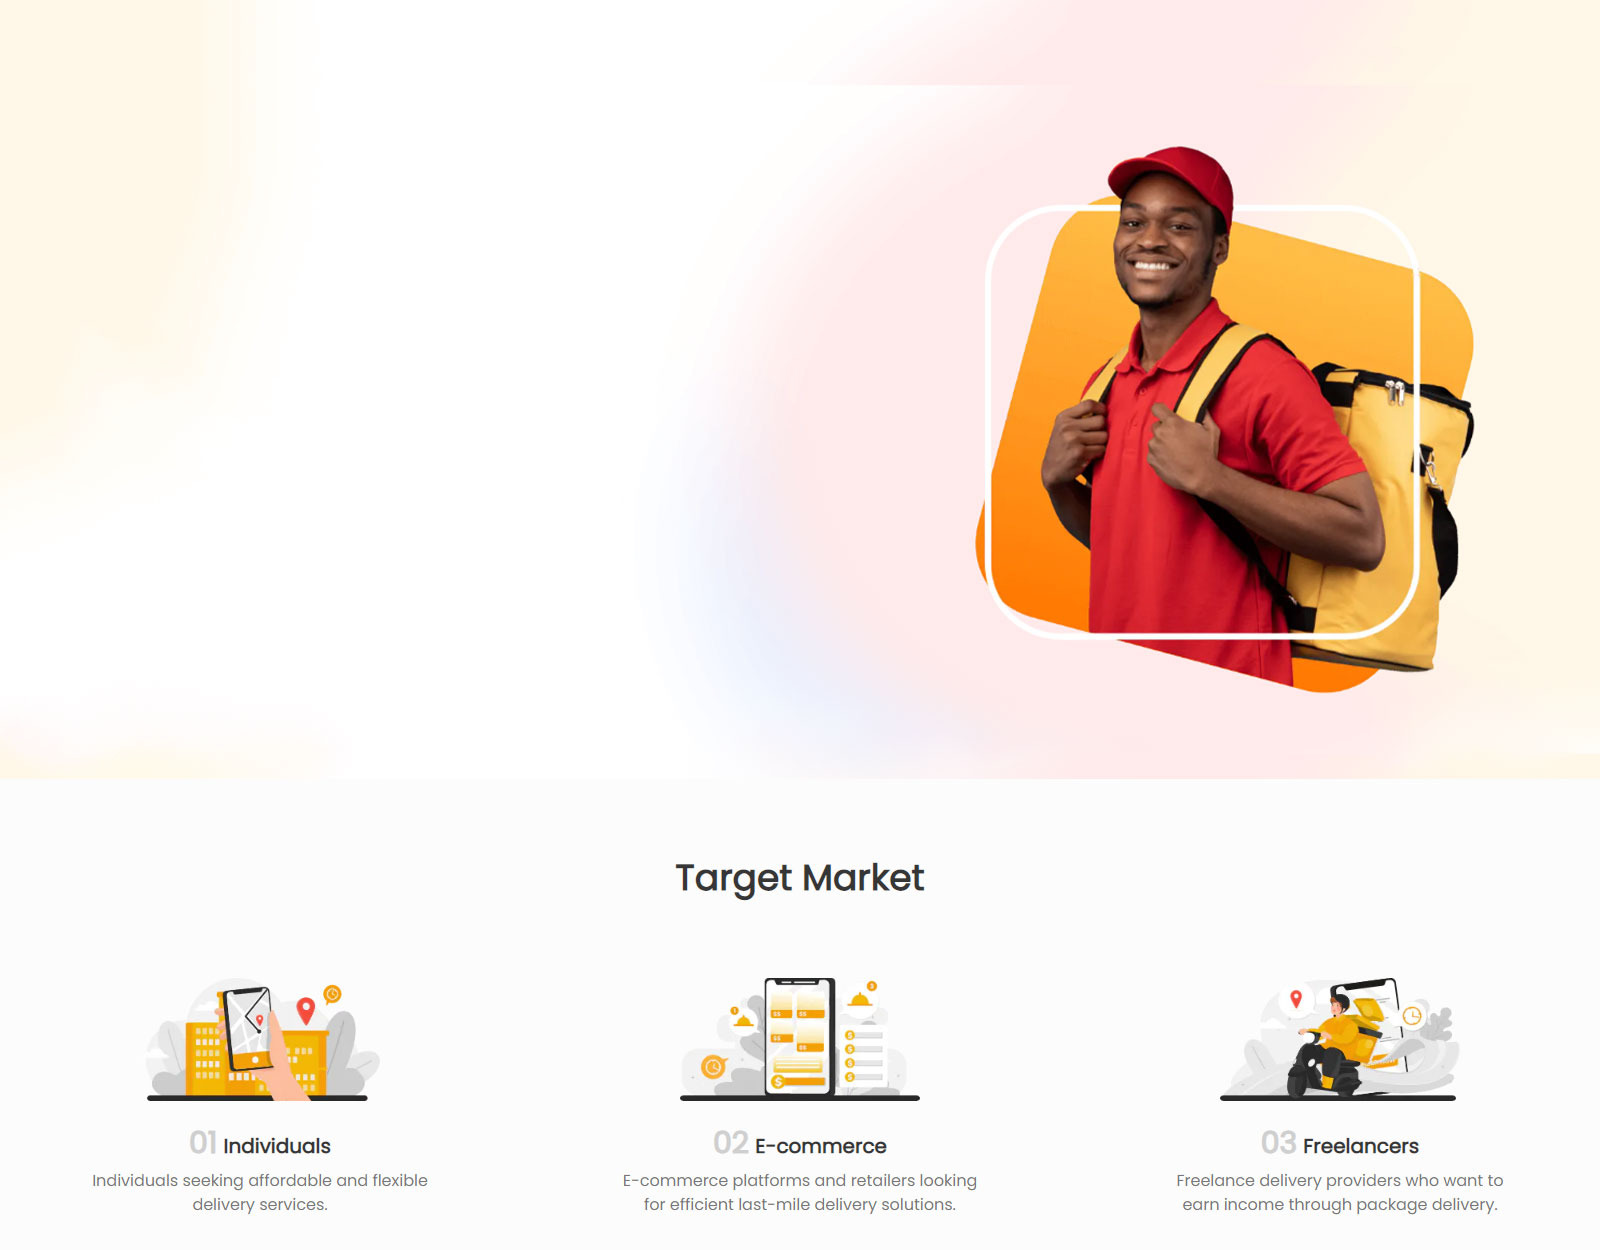 Target Market
01 Individuals
Individuals seeking affordable and flexible
delivery services.
02 E-commerce
E-commerce platforms and retailers looking
for efficient last-mile delivery solutions.
03 Freelancers
Freelance delivery providers who want to
earn income through package delivery.